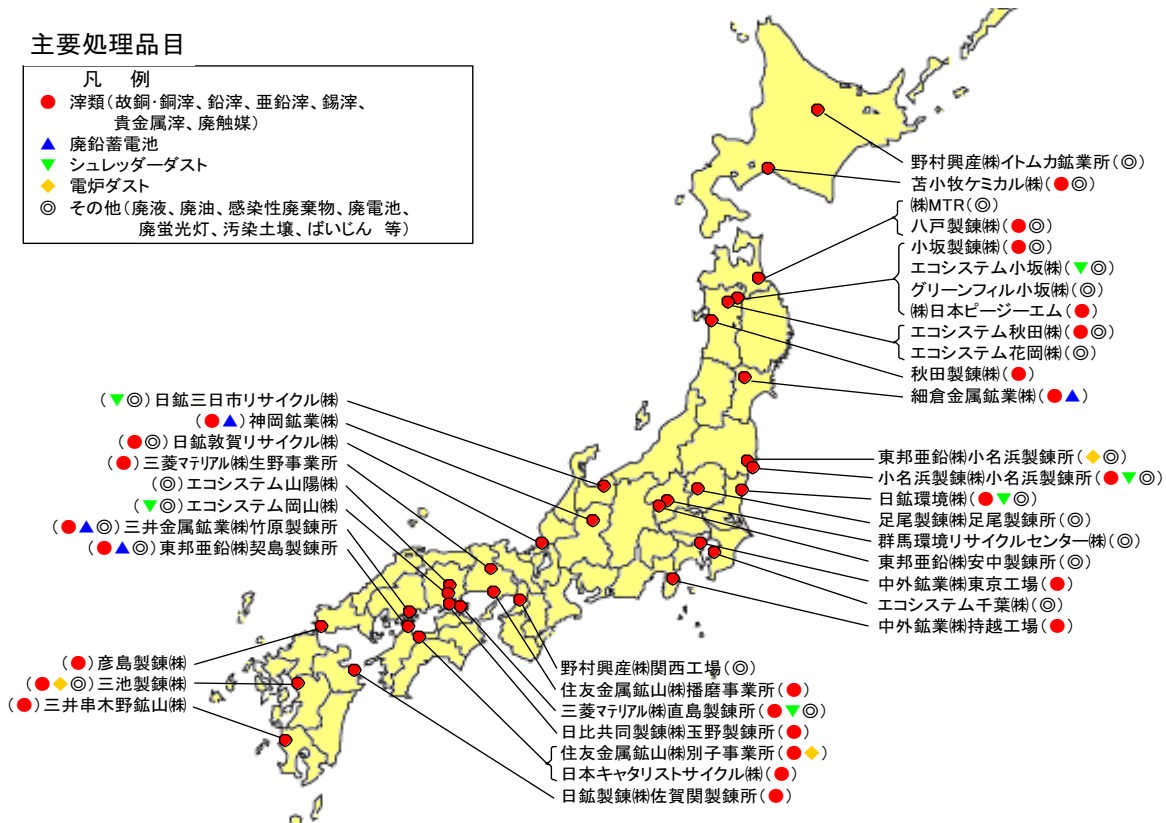 主要処理品目
凡 例
● 滓類(故銅・銅滓、鉛滓、亜鉛滓、錫滓、
貴金属滓、廃触媒)
▲ 廃鉛蓄電池
▼ シュレッダーダスト
◆ 電炉ダスト
◎ その他(廃液、廃油、感染性廃棄物、廃電池、
廃蛍光灯、汚染土壌、ばいじん 等)
野村興産㈱イトムカ鉱業所(◎)
苫小牧ケミカル㈱(●◎)
㈱MTR(◎)
八戸製錬㈱(●◎)
小坂製錬㈱(●◎)
エコシステム小坂㈱(▼◎)
グリーンフィル小坂㈱(◎)
㈱日本ピージーエム(●)
エコシステム秋田㈱(●◎)
エコシステム花岡㈱(◎)
秋田製錬㈱(●)
細倉金属鉱業㈱(●▲)
東邦亜鉛㈱小名浜製錬所(◆◎)
小名浜製錬㈱小名浜製錬所(●▼◎)
日鉱環境㈱(●▼◎)
足尾製錬㈱足尾製錬所(◎)
群馬環境リサイクルセンター㈱(◎)
東邦亜鉛㈱安中製錬所(◎)
中外鉱業㈱東京工場(●)
エコシステム千葉㈱(◎)
中外鉱業㈱持越工場(●)
(▼◎)日鉱三日市リサイクル㈱
(●▲)神岡鉱業㈱
(●◎)日鉱敦賀リサイクル㈱
(●)三菱マテリアル㈱生野事業所
(◎)エコシステム山陽㈱
(▼◎)エコシステム岡山㈱
(●▲◎)三井金属鉱業㈱竹原製錬所
(●▲◎)東邦亜鉛㈱契島製錬所
(●)彦島製錬㈱
(●◆◎)三池製錬㈱
(●)三井串木野鉱山㈱
野村興産㈱関西工場(◎)
住友金属鉱山㈱播磨事業所(●)
三菱マテリアル㈱直島製錬所(●▼◎)
日比共同製錬㈱玉野製錬所(●)
住友金属鉱山㈱別子事業所(●◆)
日本キャタリストサイクル㈱(●)
日鉱製錬㈱佐賀関製錬所(●)